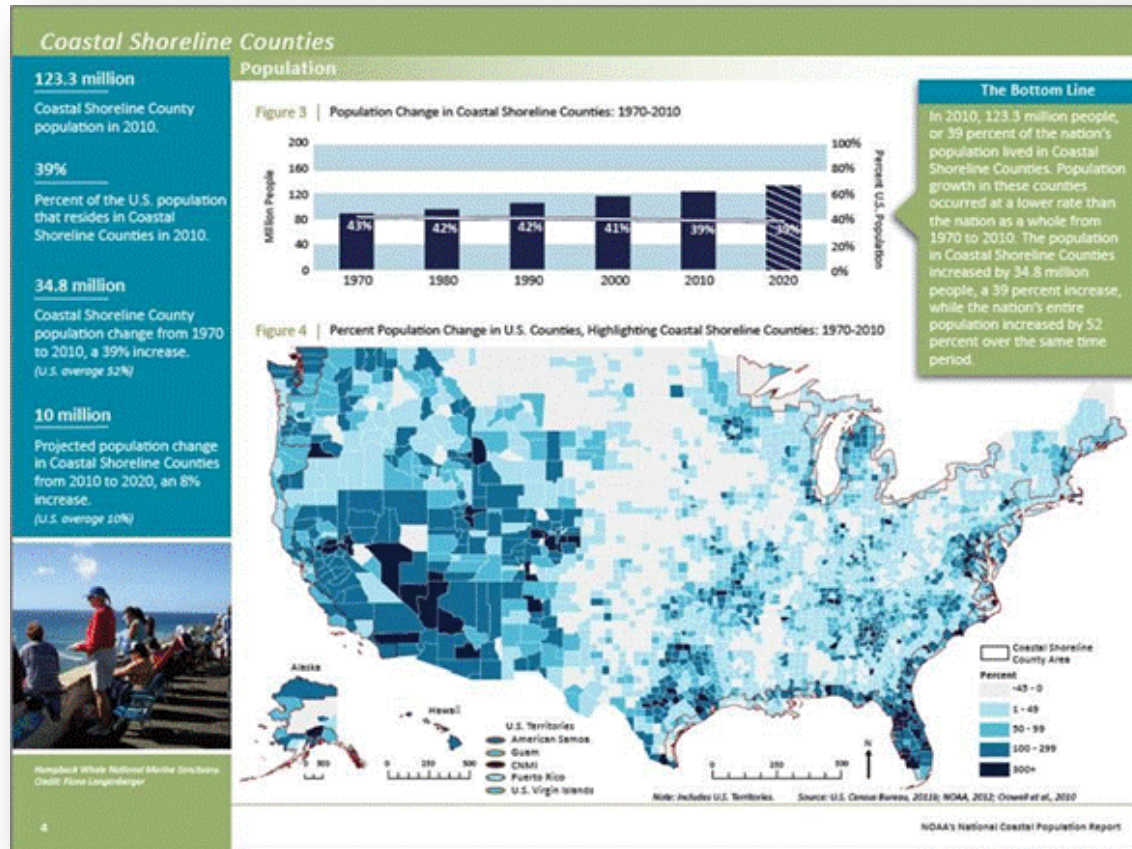 Coastal Shoreline Counties
123.3 million
Coastal Shoreline County
population in 2010.
39%
Percent of the U.S. population
that resides in Coastal
Shoreline Counties in 2010.
34.8 million
Coastal Shoreline County
population change from 1970
to 2010, a 39% increase.
(U.S. average 52%)
10 million
Projected population change
in Coastal Shoreline Counties
from 2010 to 2020, an 8%
increase.
(U.S. average 10%)
Humpback Whale National Marine Sanctuary.
Credit: Fiona Langenberger
4
Population
Figure 3 | Population Change in Coastal Shoreline Counties: 1970-2010
Million People
200
160
120
80
40
0
43%
42%
42%
41%
39%
39%
1970
1980
1990
2000
2010
2020
100%
80%
60%
40%
20%
0%
Percent U.S. Population
The Bottom Line
In 2010, 123.3 million people,
or 39 percent of the nation's
population lived in Coastal
Shoreline Counties. Population
growth in these counties
occurred at a lower rate than
the nation as a whole from
1970 to 2010. The population
in Coastal Shoreline Counties
increased by 34.8 million
people, a 39 percent increase,
while the nation's entire
population increased by 52
percent over the same time
period.
Figure 4 | Percent Population Change in U.S. Counties, Highlighting Coastal Shoreline Counties: 1970-2010
Alaska
0 500
Hawaii
0 250 500
U.S. Territories
American Samoa
Guam
CNMI
Puerto Rico
U.S. Virgin Islands
0 250 500
N
Coastal Shoreline
County Area
Percent
-43 - 0
1 - 49
50 - 99
100 - 299
300+
Note: Includes U.S. Territories.
Source: U.S. Census Bureau, 2011b; NOAA, 2012; Crowell et al., 2010
NOAA's National Coastal Population Report